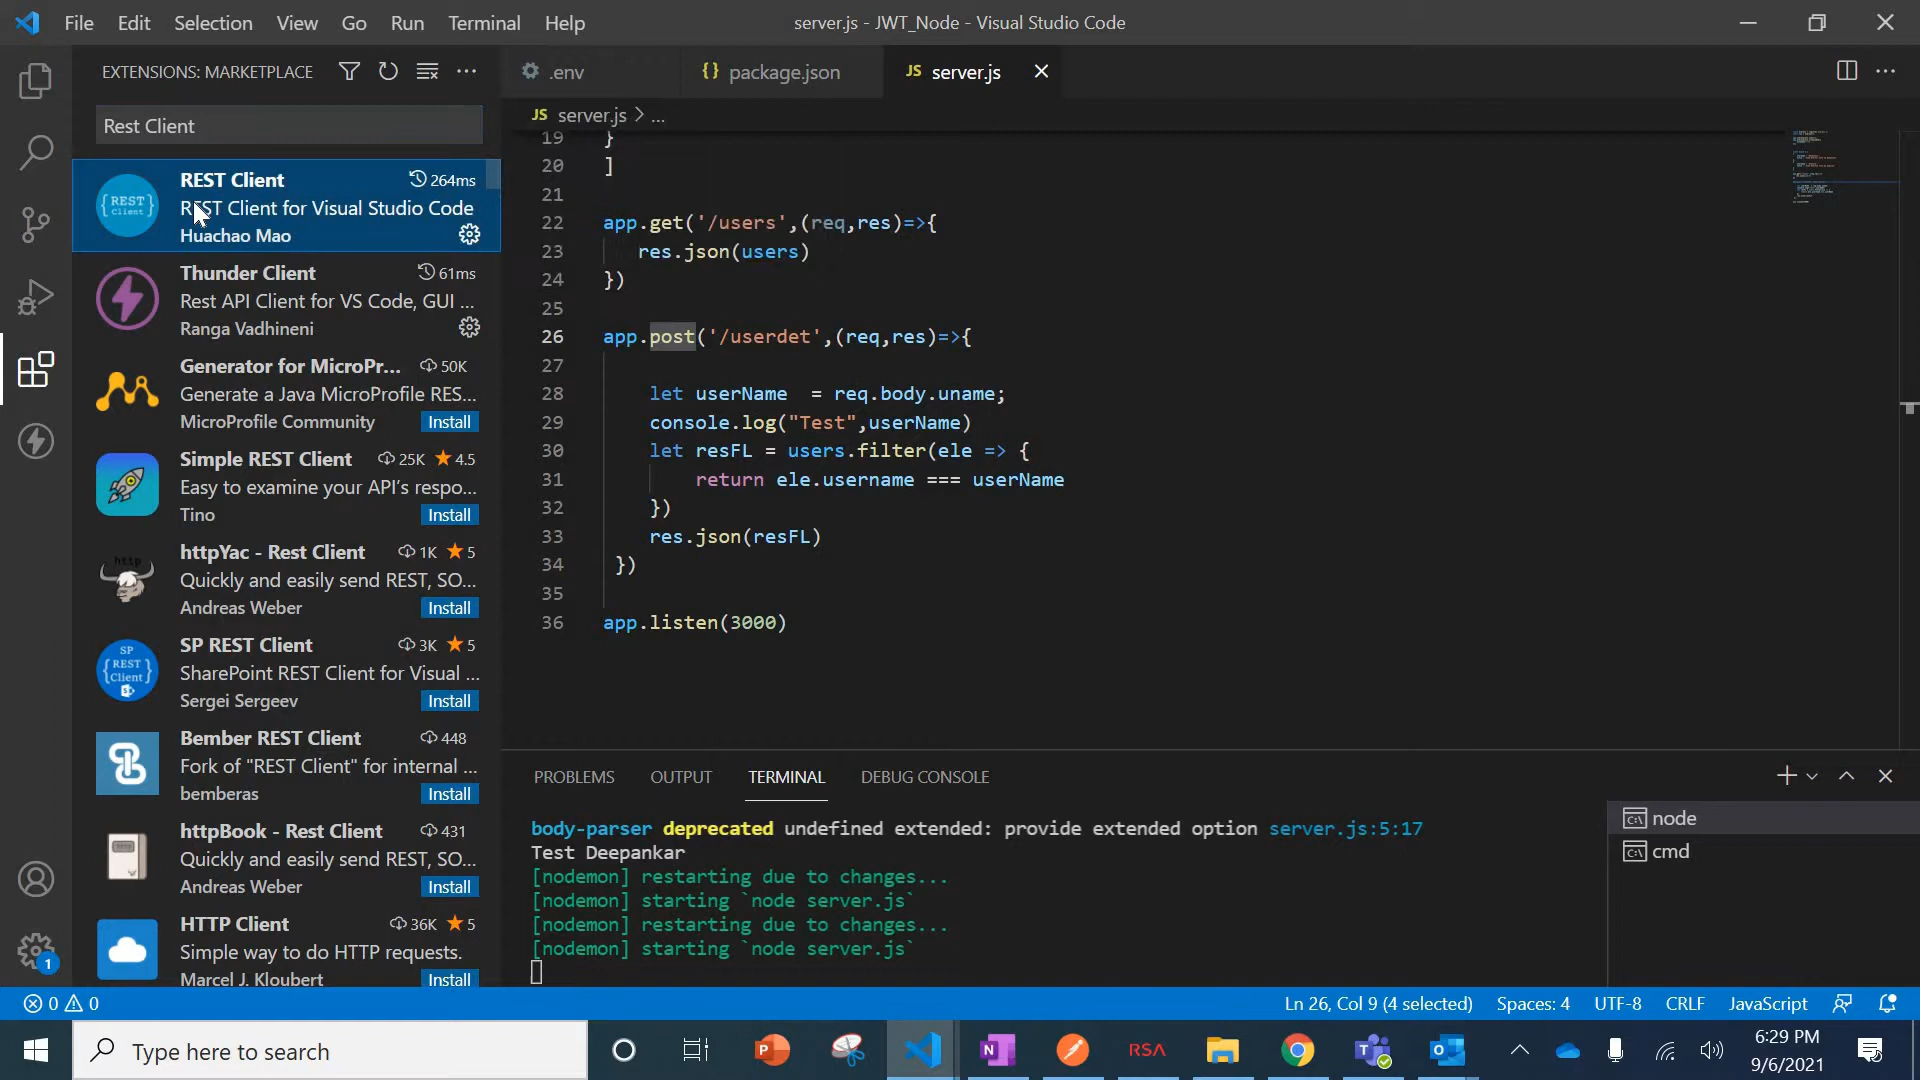 File Edit Selection View Go Run Terminal Help
server.js - JWT_Node - Visual Studio Code
EXTENSIONS: MARKETPLACE
Rest Client
{REST}
Client
REST Client 264ms
REST Client for Visual Studio Code
Huachao Mao
Thunder Client 61ms
Rest API Client for VS Code, GUI ...
Ranga Vadhineni
Generator for MicroPr... 50K
Generate a Java MicroProfile RES...
MicroProfile Community Install
Simple REST Client 25K 4.5
Easy to examine your API's respo...
Tino Install
http
httpYac - Rest Client 1K 5
Quickly and easily send REST, SO...
Andreas Weber Install
SP
{REST}
Client
SP REST Client 3K 5
SharePoint REST Client for Visual ...
Sergei Sergeev Install
Bember REST Client 448
Fork of "REST Client" for internal ...
bemberas Install
httpBook - Rest Client 431
Quickly and easily send REST, SO...
Andreas Weber Install
HTTP Client 36K 5
Simple way to do HTTP requests.
Marcel J. Kloubert Install
1
.env {} package.json JS server.js
JS server.js > ...
19 }
20 ]
21
22 app.get('/users',(req,res)=>{
23 res.json(users)
24 })
25
26 app.post('/userdet',(req,res)=>{
27
28 let userName = req.body.uname;
29 console.log("Test",userName)
30 let resFL = users.filter(ele => {
31 return ele.username === userName
32 })
33 res.json(resFL)
34 })
35
36 app.listen(3000)
PROBLEMS OUTPUT TERMINAL DEBUG CONSOLE
body-parser deprecated undefined extended: provide extended option server.js:5:17
Test Deepankar
[nodemon] restarting due to changes...
[nodemon] starting `node server.js`
[nodemon] restarting due to changes...
[nodemon] starting `node server.js`
node
cmd
0 0 Ln 26, Col 9 (4 selected) Spaces: 4 UTF-8 CRLF JavaScript
Type here to search
P
N
RSA
T
O
6:29 PM
9/6/2021